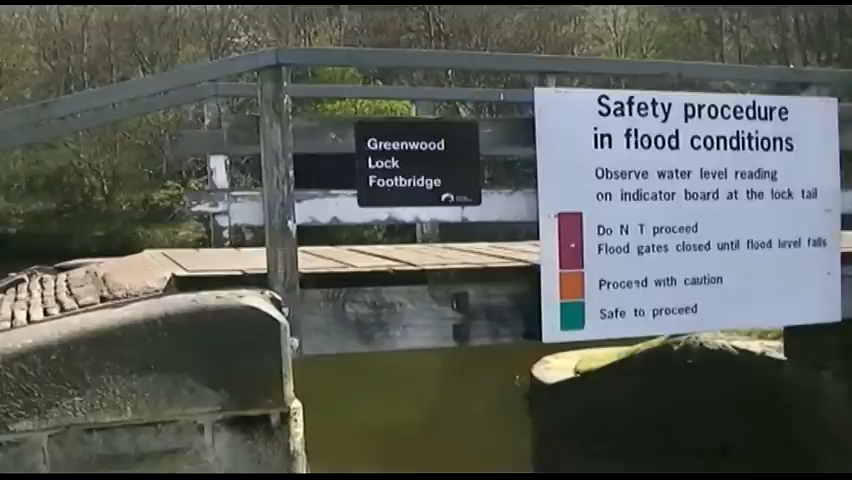 Greenwood
Lock
Footbridge
Safety procedure
in flood conditions
Observe water level reading
on indicator board at the lock tail
Do N T proceed
Flood gates closed until flood level falls
Proceed with caution
Safe to proceed